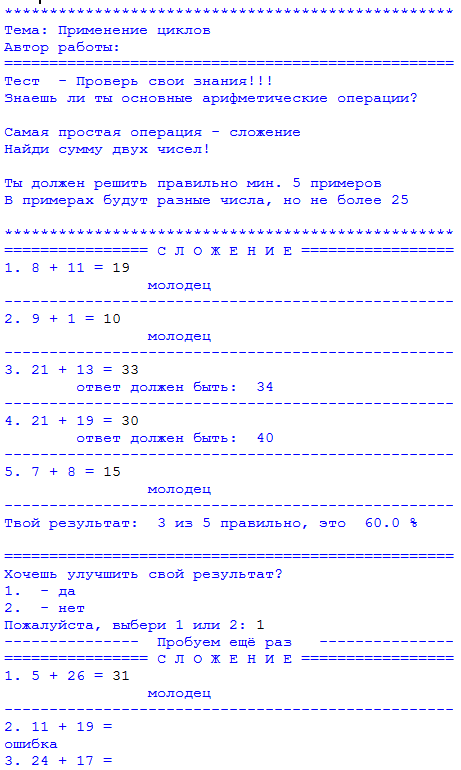 **************************************************
Тема: Применение циклов
Автор работы:
==================================================
Тест  - Проверь свои знания!!!
Знаешь ли ты основные арифметические операции?
Самая простая операция - сложение
Найди сумму двух чисел!
Ты должен решить правильно мин. 5 примеров
В примерах будут разные числа, но не более 25
**************************************************
================ С Л О Ж Е Н И Е =================
1. 8 + 11 = 19
молодец
--------------------------------------------------
2. 9 + 1 = 10
молодец
--------------------------------------------------
3. 21 + 13 = 33
ответ должен быть:  34
--------------------------------------------------
4. 21 + 19 = 30
ответ должен быть:  40
--------------------------------------------------
5. 7 + 8 = 15
молодец
--------------------------------------------------
Твой результат:  3 из 5 правильно, это  60.0 %
==================================================
Хочешь улучшить свой результат?
1.  - да
2.  - нет
Пожалуйста, выбери 1 или 2: 1
---------------  Пробуем ещё раз   ---------------
================ С Л О Ж Е Н И Е =================
1. 5 + 26 = 31
молодец
--------------------------------------------------
2. 11 + 19 =
ошибка
3. 24 + 17 =